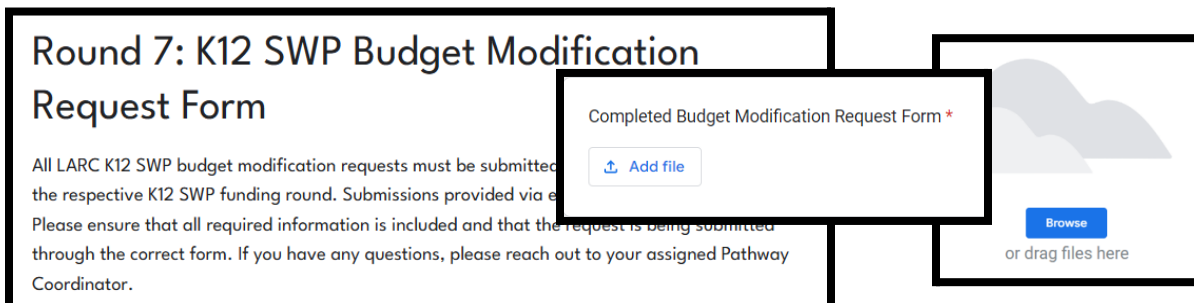 Round 7: K12 SWP Budget Modification
Request Form
All LARC K12 SWP budget modification requests must be submitted
the respective K12 SWP funding round. Submissions provided via
Please ensure that all required information is included and that the request is being submitted
through the correct form. If you have any questions, please reach out to your assigned Pathway
Coordinator.
Completed Budget Modification Request Form *
Add file
Browse
or drag files here